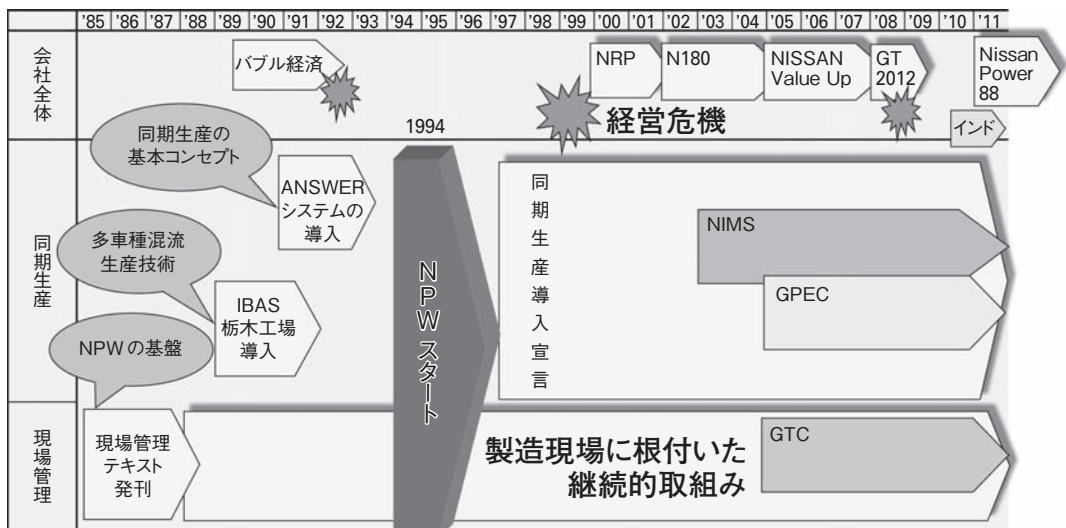 '85 '86 '87 '88 '89 '90 '91 '92 '93 '94 '95 '96 '97 '98 '99 '00 '01 '02 '03 '04 '05 '06 '07 '08 '09 '10 '11
会社全体
バブル経済
経営危機
NRP
N180
NISSAN
Value Up
GT
2012
Nissan
Power
88
インド
1994
同期生産
同期生産の
基本コンセプト
ANSWER
システムの
導入
多車種混流
生産技術
IBAS
栃木工場
導入
NPWの基盤
NPWスタート
同期生産導入宣言
NIMS
GPEC
現場管理
現場管理
テキスト
発刊
製造現場に根付いた
継続的取組み
GTC